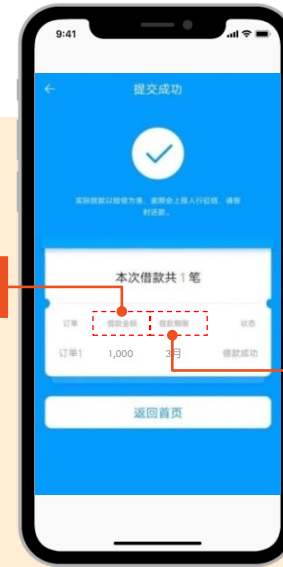 9:41
提交成功
实际放款以短信为准，逾期会上报人行征信，请按
时还款。
本次借款共 1 笔
订单 借款金额 借款期限 状态
订单1 1,000 3月 借款成功
返回首页